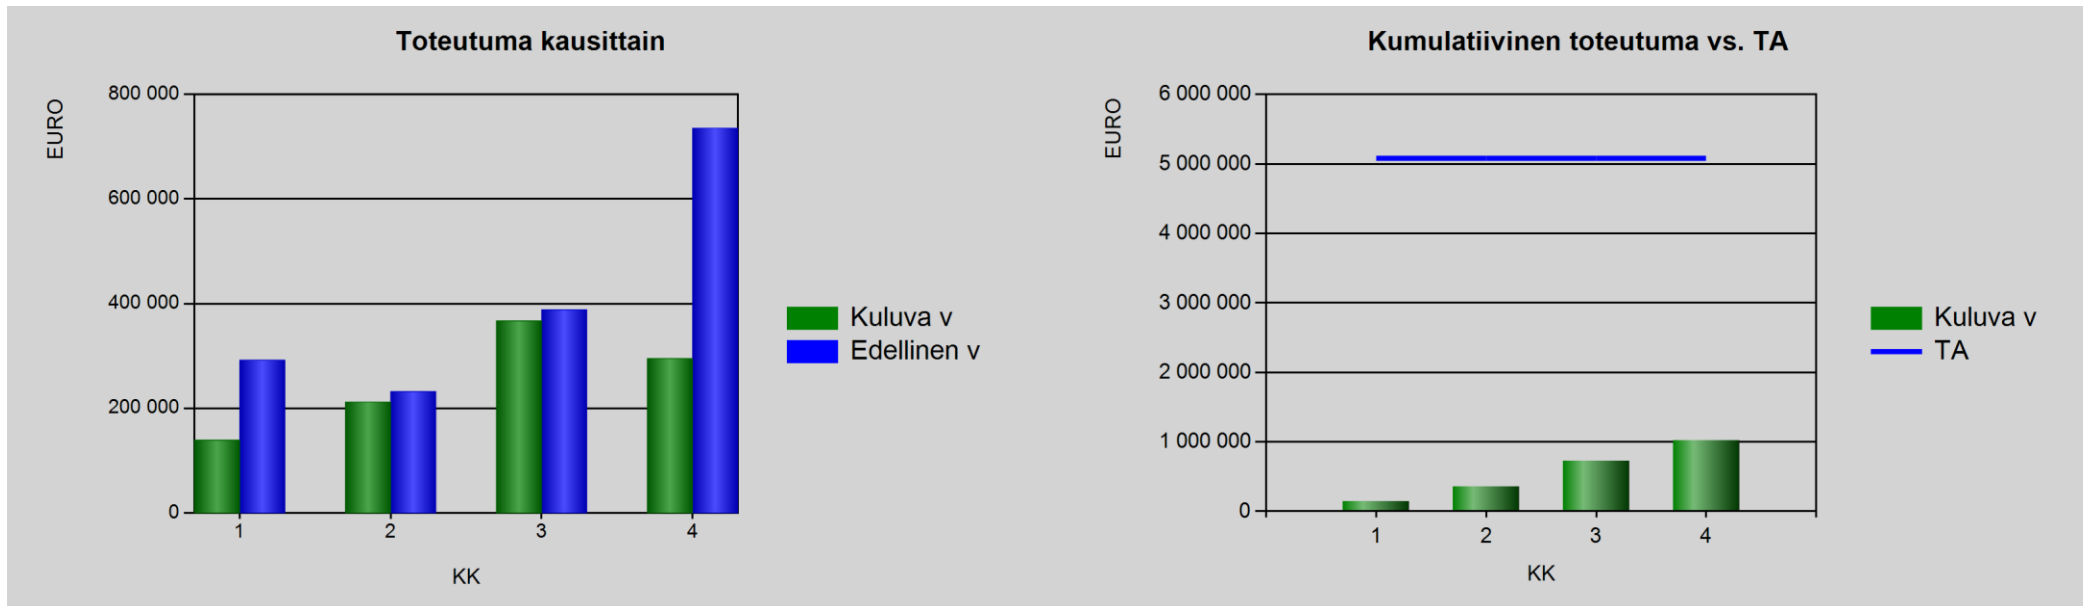 Toteutuma kausittain
EURO
800 000
600 000
400 000
200 000
0
1 2 3 4
KK
Kuluva v
Edellinen v
Kumulatiivinen toteutuma vs. TA
EURO
6 000 000
5 000 000
4 000 000
3 000 000
2 000 000
1 000 000
0
1 2 3 4
KK
Kuluva v
TA